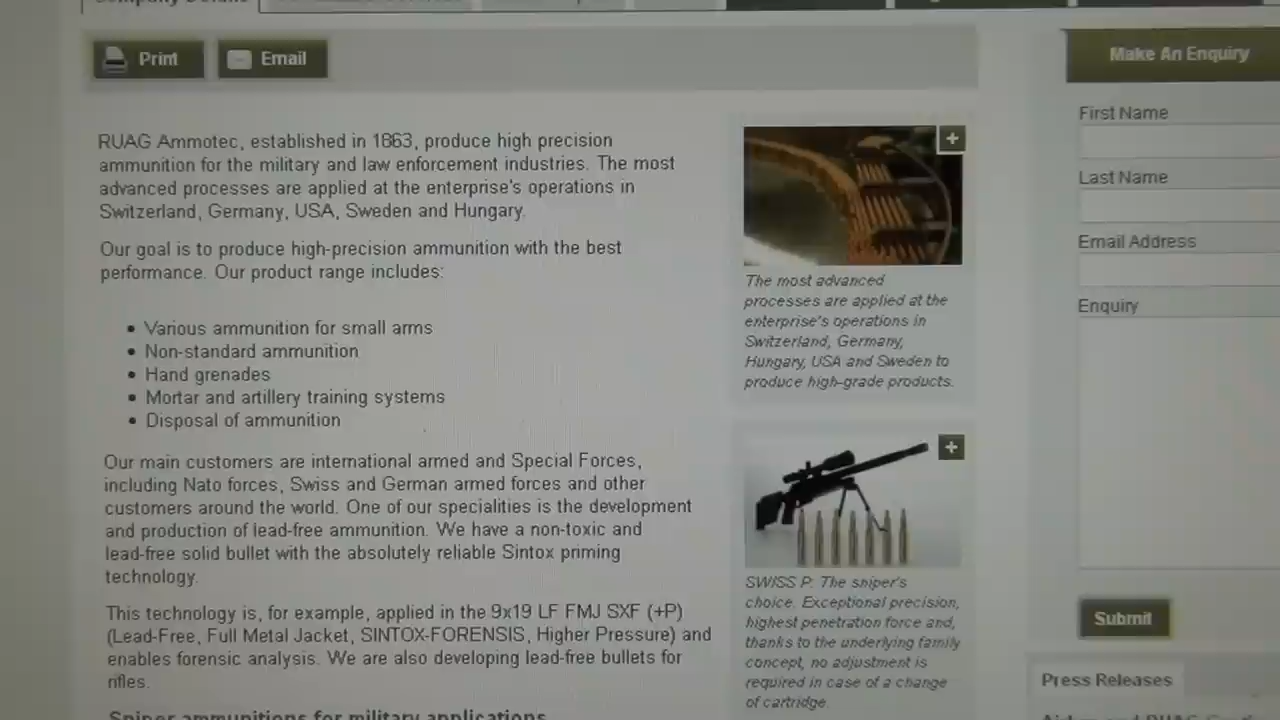 Company Details
Print
Email
Make An Enquiry
RUAG Ammotec, established in 1863, produce high precision
ammunition for the military and law enforcement industries. The most
advanced processes are applied at the enterprise's operations in
Switzerland, Germany, USA, Sweden and Hungary.
Our goal is to produce high-precision ammunition with the best
performance. Our product range includes:
Various ammunition for small arms
Non-standard ammunition
Hand grenades
Mortar and artillery training systems
Disposal of ammunition
Our main customers are international armed and Special Forces,
including Nato forces, Swiss and German armed forces and other
customers around the world. One of our specialities is the development
and production of lead-free ammunition. We have a non-toxic and
lead-free solid bullet with the absolutely reliable Sintox priming
technology.
This technology is, for example, applied in the 9x19 LF FMJ SXF (+P)
(Lead-Free, Full Metal Jacket, SINTOX-FORENSIS, Higher Pressure) and
enables forensic analysis. We are also developing lead-free bullets for
rifles.
Sniper ammunitions for military applications
+
The most advanced
processes are applied at the
enterprise's operations in
Switzerland, Germany,
Hungary, USA and Sweden to
produce high-grade products.
+
SWISS P: The sniper's
choice. Exceptional precision,
highest penetration force and,
thanks to the underlying family
concept, no adjustment is
required in case of a change
of cartridge.
First Name
Last Name
Email Address
Enquiry
Submit
Press Releases